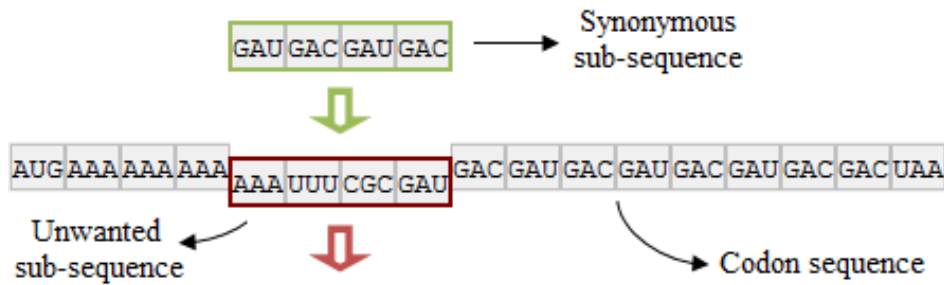 GAU GAC GAU GAC
Synonymous
sub-sequence
AUG AAA AAA AAA AAA UUU CGC GAU GAC GAU GAC GAU GAC GAU GAC GAC UAA
Unwanted
sub-sequence
Codon sequence